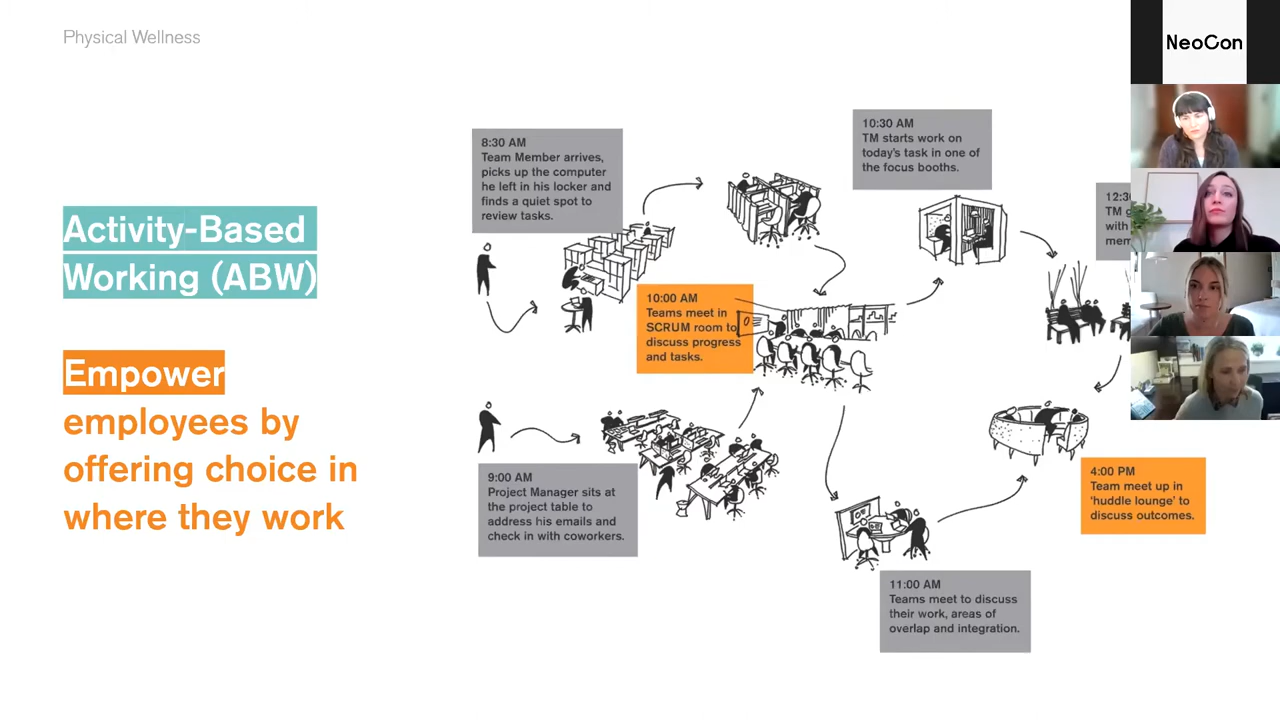 Physical Wellness
NeoCon
Activity-Based
Working (ABW)
Empower
employees by
offering choice in
where they work
8:30 AM
Team Member arrives,
picks up the computer
he left in his locker and
finds a quiet spot to
review tasks.
10:30 AM
TM starts work on
today's task in one of
the focus booths.
TM
with
10:00 AM
Teams meet in
SCRUM room to
discuss progress
and tasks.
9:00 AM
Project Manager sits at
the project table to
address his emails and
check in with coworkers.
4:00 PM
Team meet up in
'huddle lounge' to
discuss outcomes.
11:00 AM
Teams meet to discuss
their work, areas of
overlap and integration.